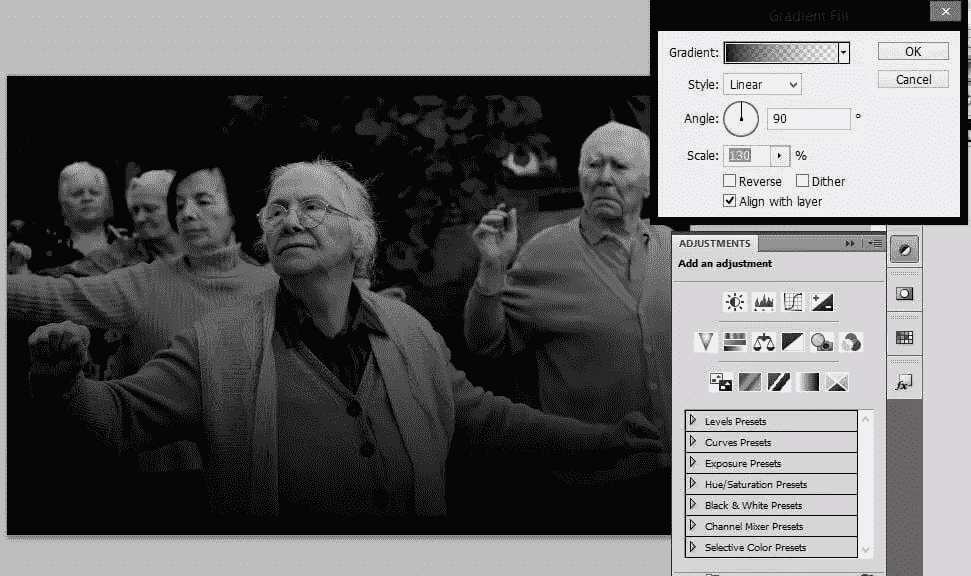 Gradient Fill
Gradient:
OK
Style: Linear
Cancel
Angle: 90 °
Scale: 130 %
Reverse Dither
Align with layer
ADJUSTMENTS
Add an adjustment
Levels Presets
Curves Presets
Exposure Presets
Hue/Saturation Presets
Black & White Presets
Channel Mixer Presets
Selective Color Presets
fx